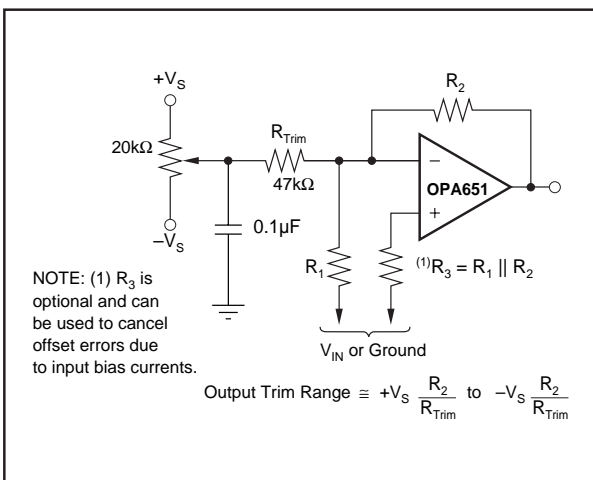 +VS
20kΩ
–VS
RTrim
47kΩ
0.1µF
R2
–
OPA651
+
R1
(1)R3 = R1 || R2
VIN or Ground
NOTE: (1) R3 is
optional and can
be used to cancel
offset errors due
to input bias currents.
Output Trim Range ≅ +VS R2/RTrim to –VS R2/RTrim